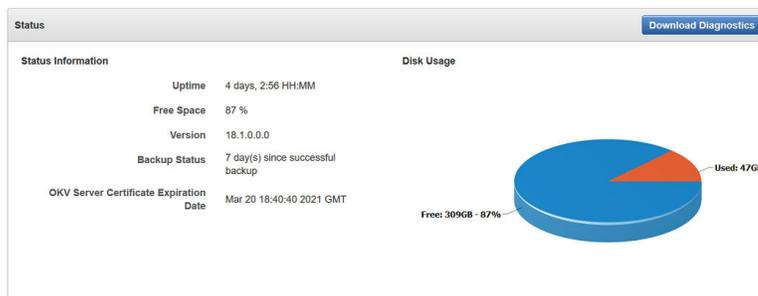 Status
Download Diagnostics
Status Information
Disk Usage
Uptime 4 days, 2:56 HH:MM
Free Space 87 %
Version 18.1.0.0.0
Backup Status 7 day(s) since successful
backup
OKV Server Certificate Expiration
Date Mar 20 18:40:40 2021 GMT
Used: 47G
Free: 309GB - 87%